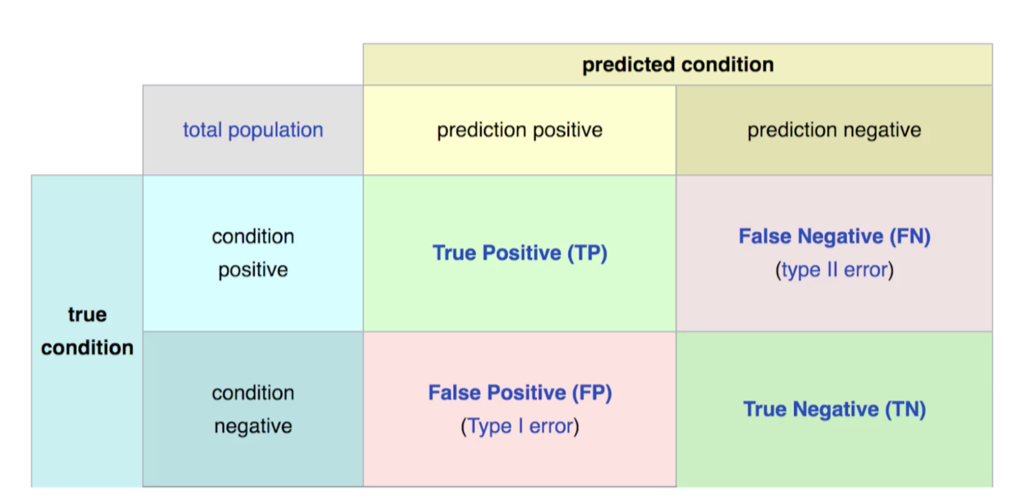 predicted condition
total population
prediction positive
prediction negative
true
condition
condition
positive
True Positive (TP)
False Negative (FN)
(type II error)
condition
negative
False Positive (FP)
(Type I error)
True Negative (TN)